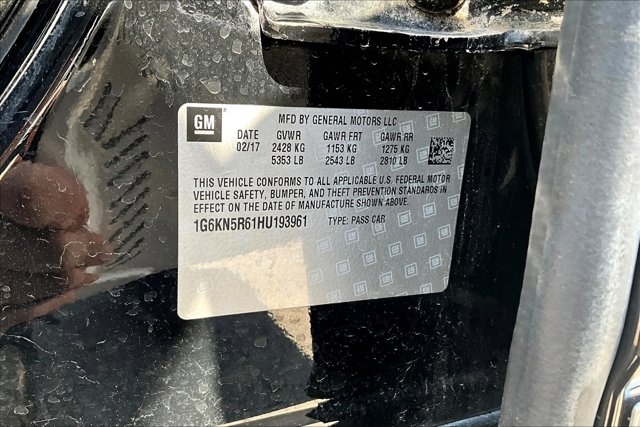 GM
MFD BY GENERAL MOTORS LLC
DATE GVWR GAWR FRT GAWR RR
02/17 2428 KG 1153 KG 1275 KG
5353 LB 2543 LB 2810 LB
THIS VEHICLE CONFORMS TO ALL APPLICABLE U.S. FEDERAL MOTOR
VEHICLE SAFETY, BUMPER, AND THEFT PREVENTION STANDARDS IN
EFFECT ON THE DATE OF MANUFACTURE SHOWN ABOVE.
1G6KN5R61HU193961 TYPE: PASS CAR